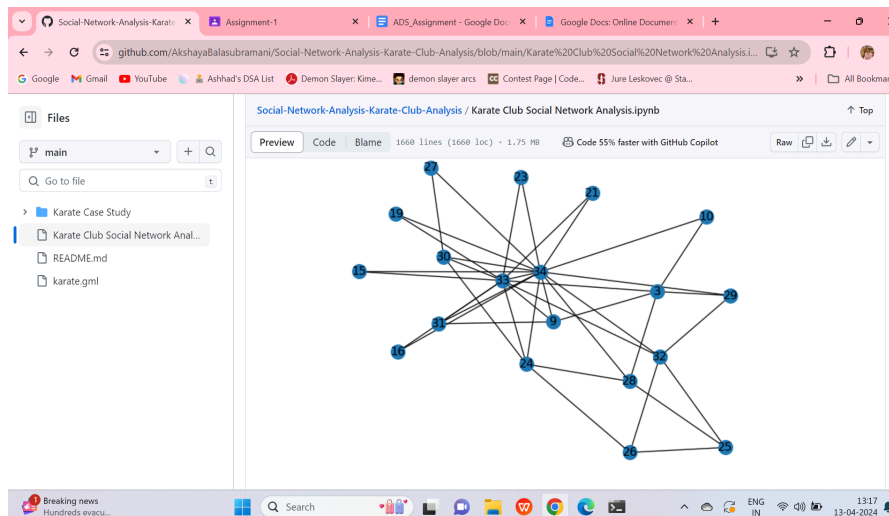 Social-Network-Analysis-Karate
Assignment-1
ADS_Assignment - Google Doc
Google Docs: Online Document
github.com/AkshayaBalasubramani/Social-Network-Analysis-Karate-Club-Analysis/blob/main/Karate%20Club%20Social%20Network%20Analysis.i...
Google
Gmail
YouTube
Ashhad's DSA List
Demon Slayer: Kime...
demon slayer arcs
CC
Contest Page | Code...
Jure Leskovec @ Sta...
»
All Bookmar
Files
main
Go to file
t
Karate Case Study
Karate Club Social Network Anal...
README.md
karate.gml
Social-Network-Analysis-Karate-Club-Analysis / Karate Club Social Network Analysis.ipynb
Top
Preview
Code
Blame
1660 lines (1660 loc) · 1.75 MB
Code 55% faster with GitHub Copilot
Raw
27
23
21
19
10
30
15
34
33
3
29
31
9
16
24
32
28
26
25
1
Breaking news
Hundreds evacu...
Search
ENG
IN
13:17
13-04-2024